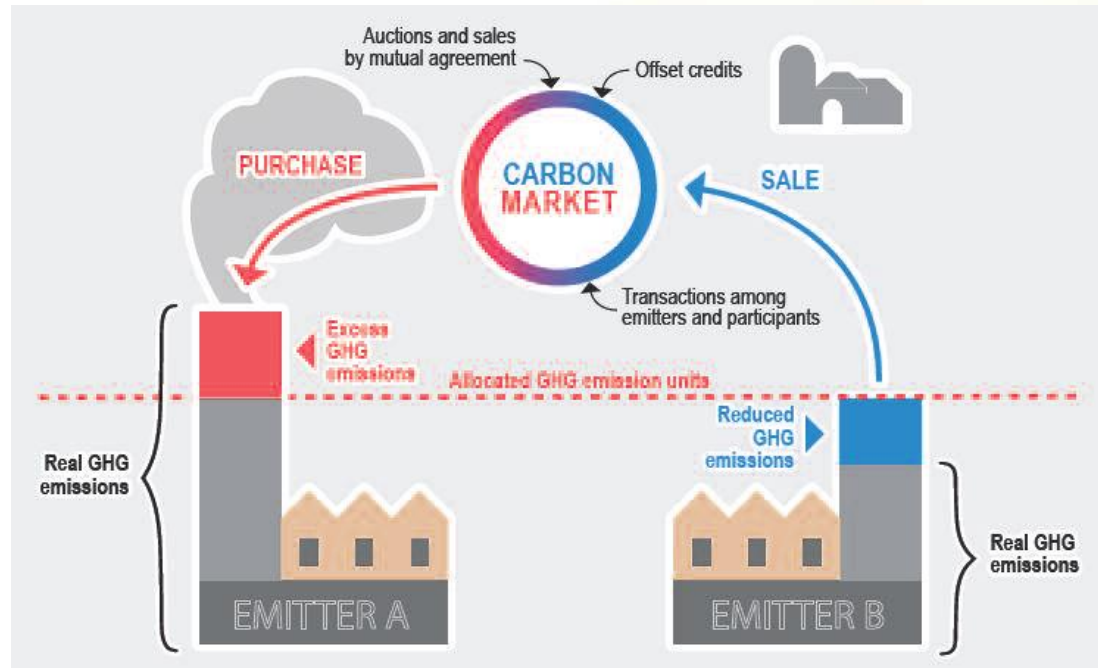 Auctions and sales
by mutual agreement
Offset credits
PURCHASE
CARBON
MARKET
SALE
Transactions among
emitters and participants
Excess
GHG
emissions
Allocated GHG emission units
Reduced
GHG
emissions
Real GHG
emissions
Real GHG
emissions
EMITTER A
EMITTER B